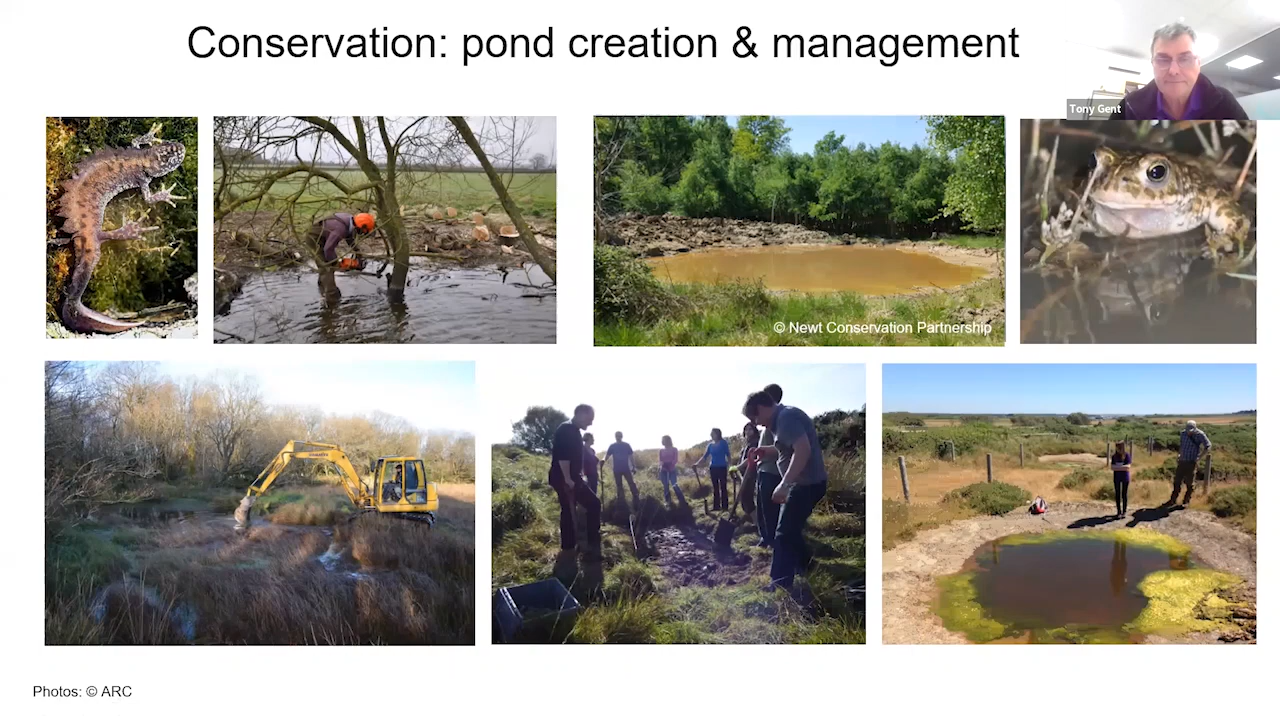 Conservation: pond creation & management
Tony Gent
© Newt Conservation Partnership
Photos: © ARC